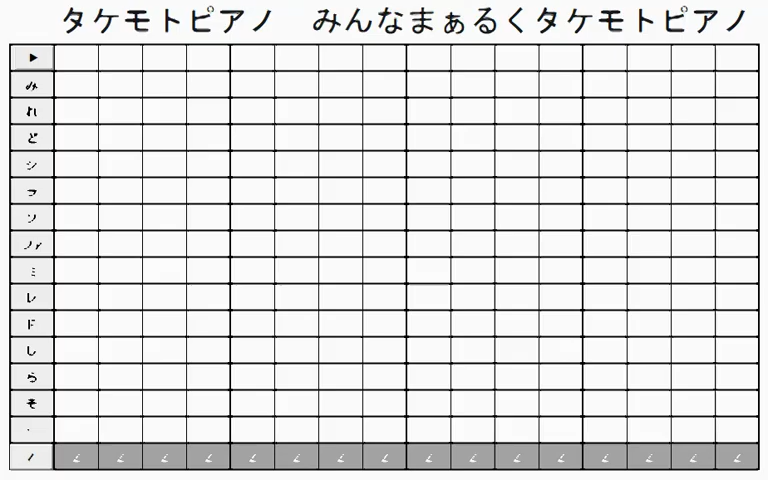 タケモトピアノ　みんなまぁるくタケモトピアノ
▶
み
れ
ど
シ
ラ
ソ
ファ
ミ
レ
ド
し
ら
そ